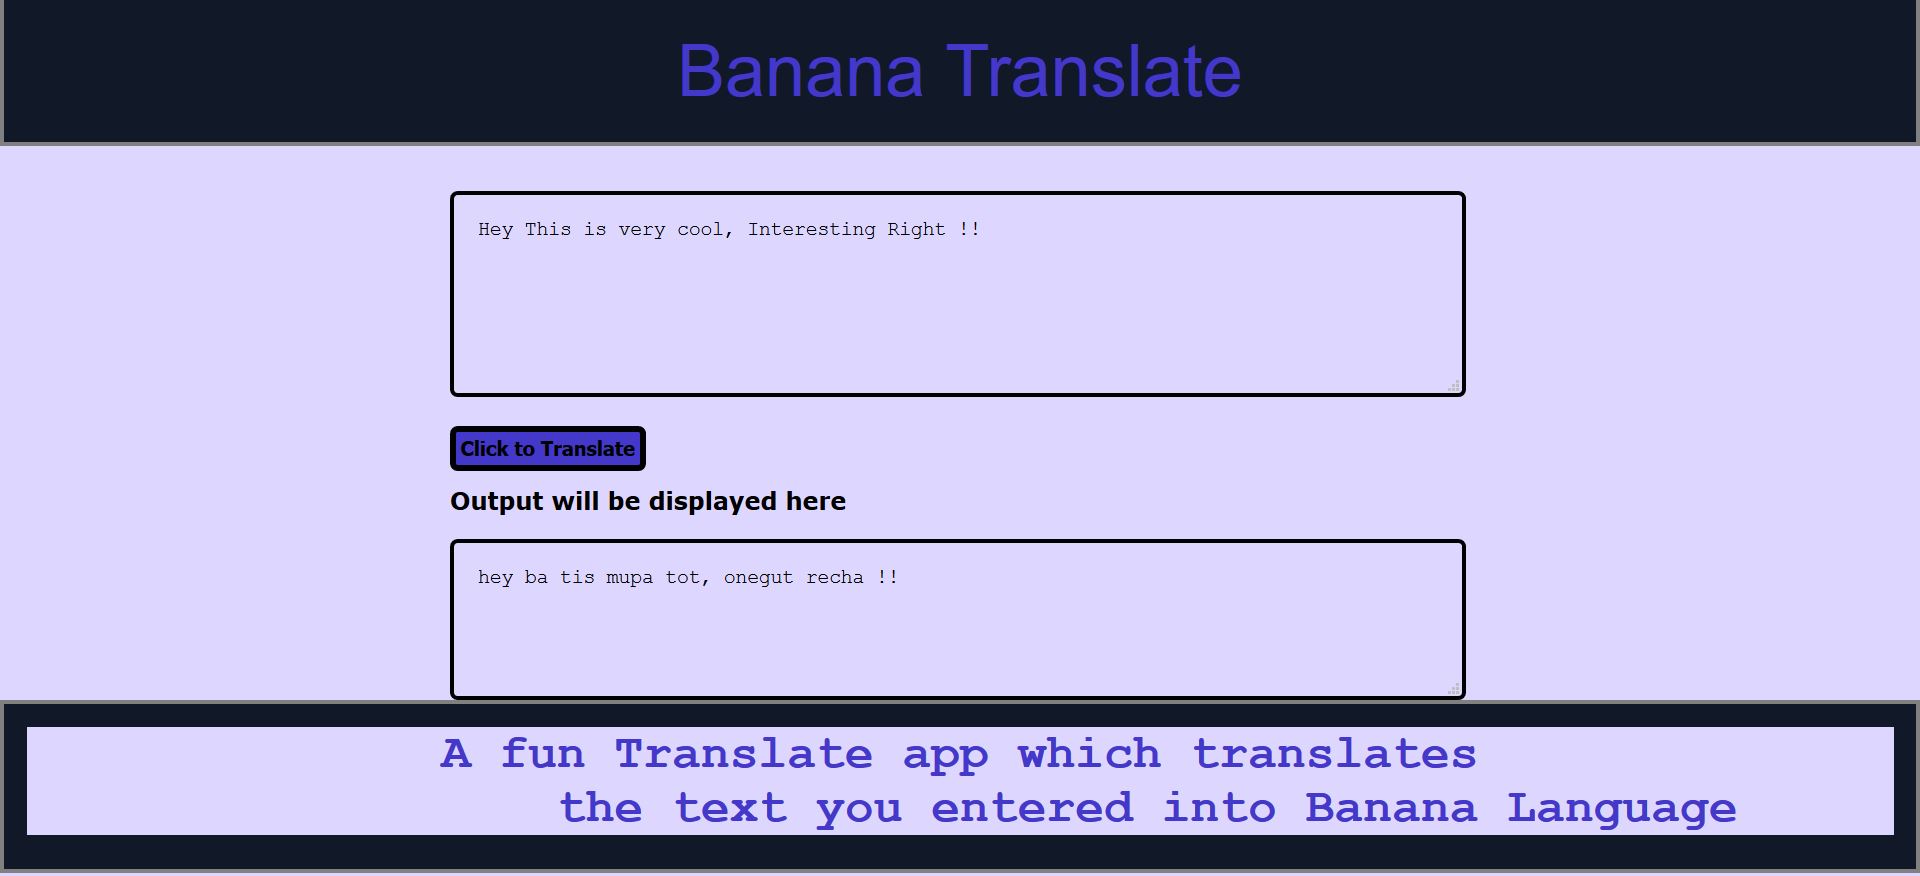 Banana Translate
Hey This is very cool, Interesting Right !!
Click to Translate
Output will be displayed here
hey ba tis mupa tot, onegut recha !!
A fun Translate app which translates
the text you entered into Banana Language